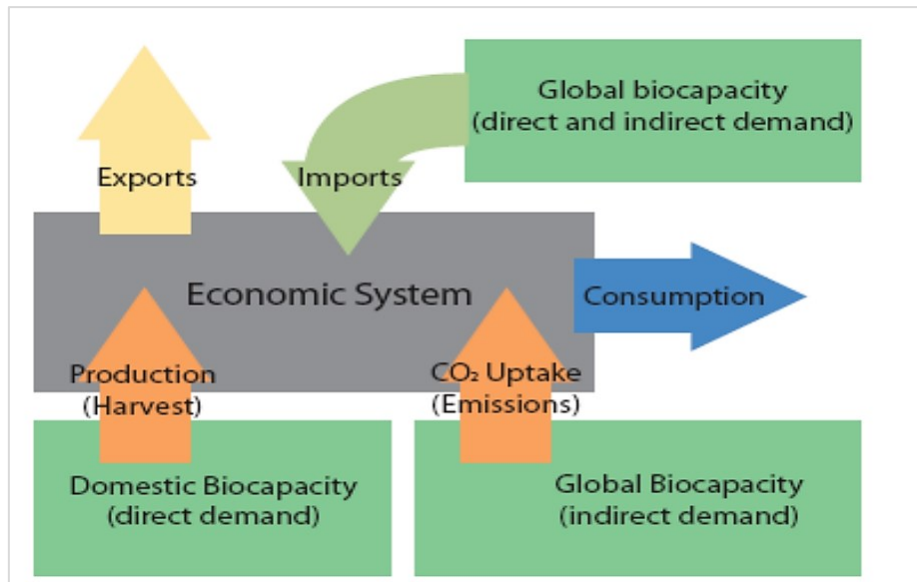 Global biocapacity
(direct and indirect demand)
Exports
Imports
Economic System
Consumption
Production
(Harvest)
CO₂ Uptake
(Emissions)
Domestic Biocapacity
(direct demand)
Global Biocapacity
(indirect demand)